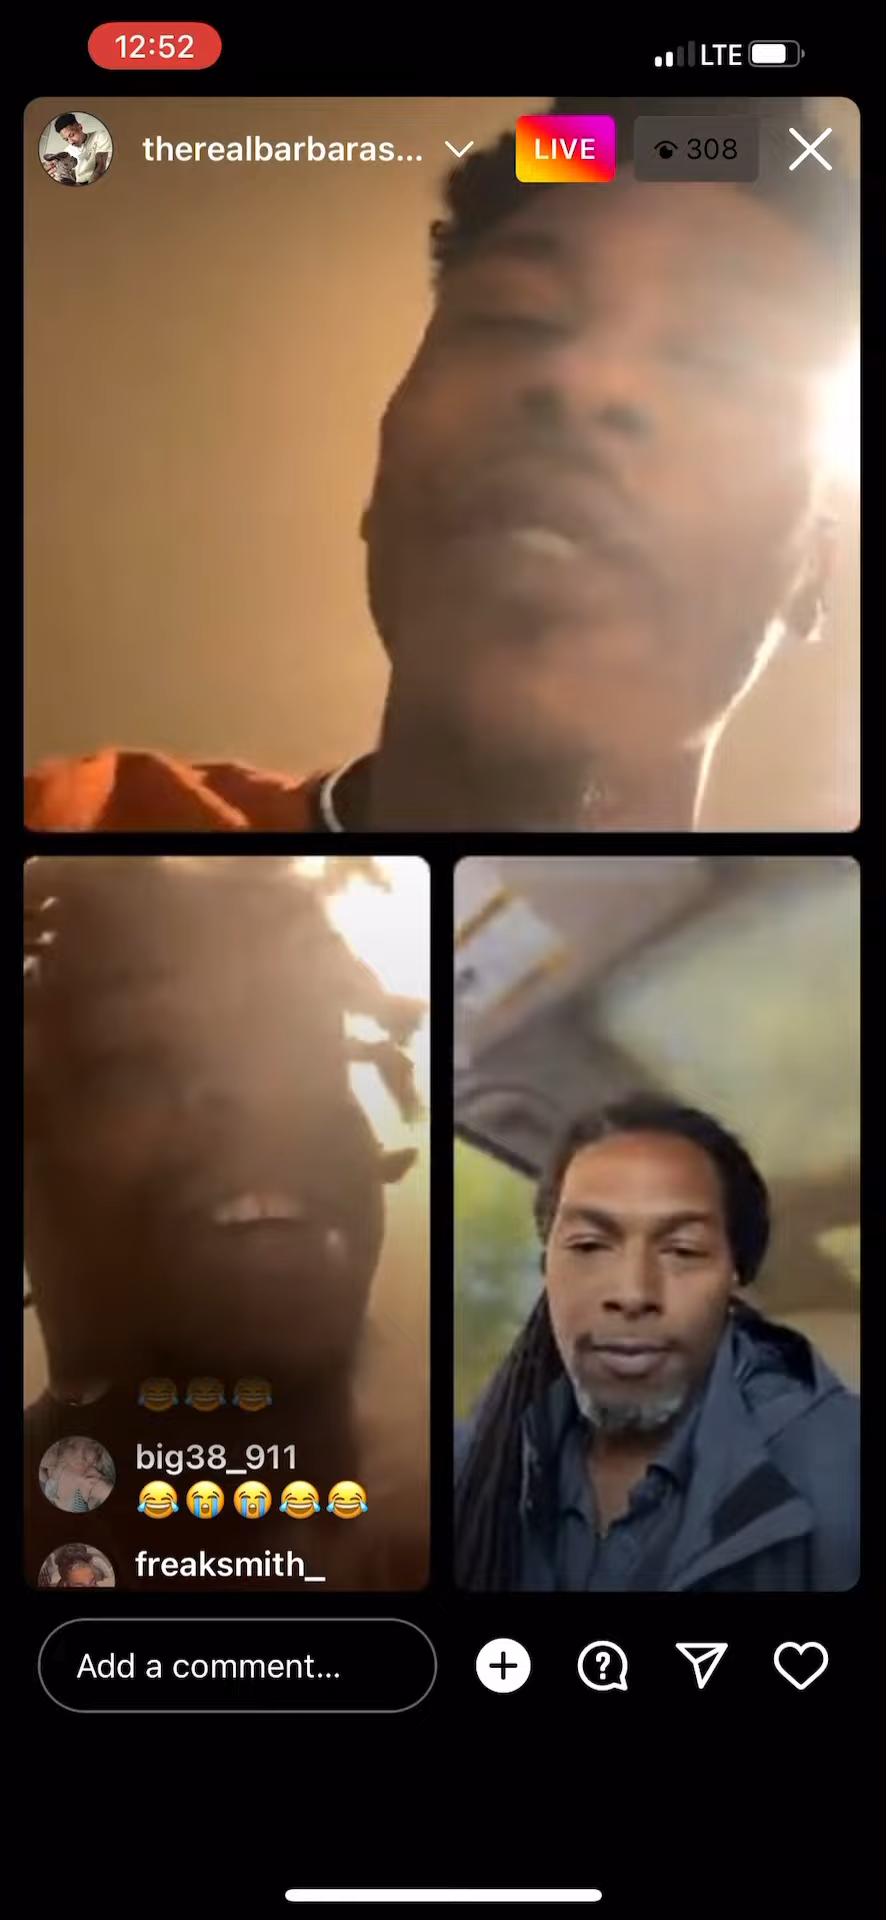 12:52
LTE
therealbarbaras...
LIVE
308
😂😂😂
big38_911
😂😭😭😂😂
freaksmith_
Add a comment...